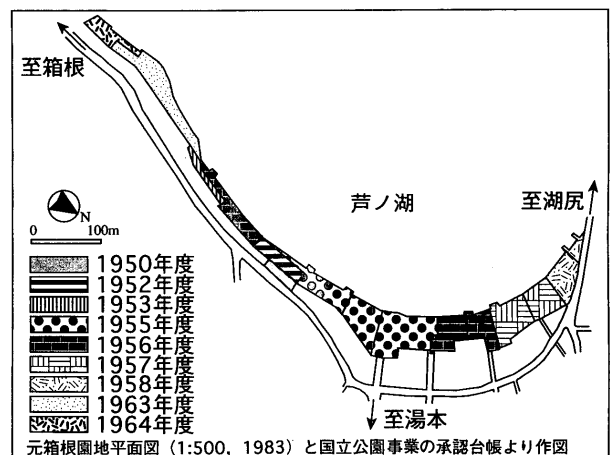 至箱根
芦ノ湖
至湖尻
N
0 100m
1950年度
1952年度
1953年度
1955年度
1956年度
1957年度
1958年度
1963年度
1964年度
至湯本
元箱根園地平面図（1:500，1983）と国立公園事業の承認台帳より作図